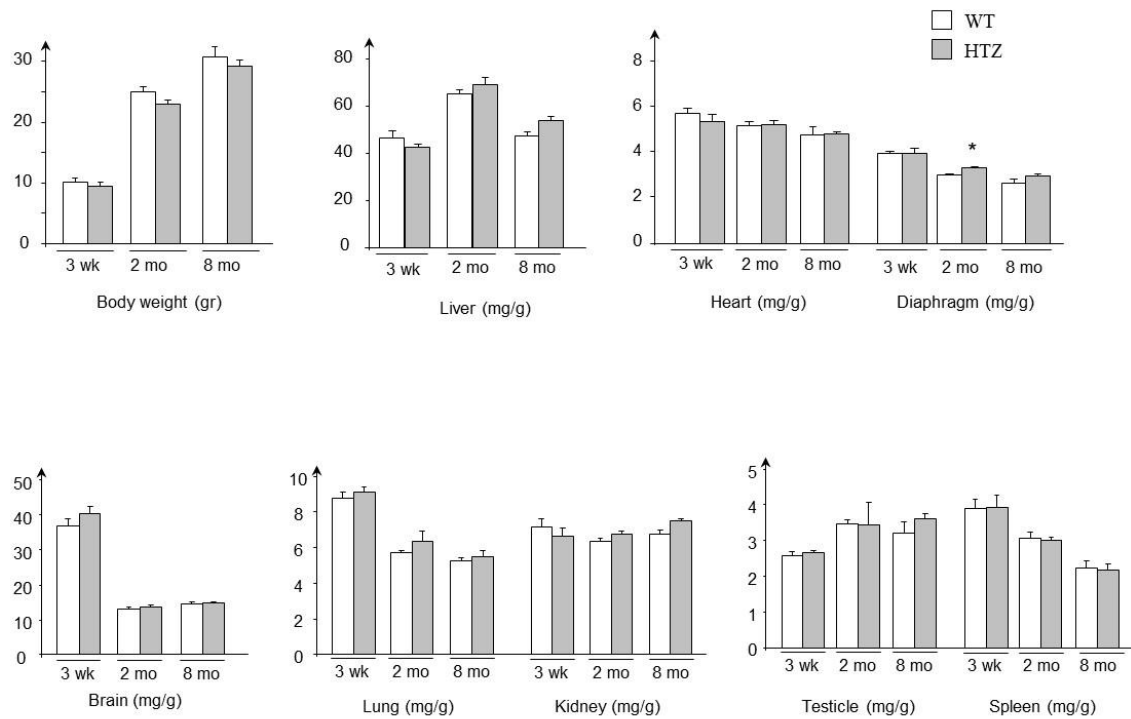 WT
HTZ
30
20
10
0
3 wk 2 mo 8 mo
Body weight (gr)
80
60
40
20
0
3 wk 2 mo 8 mo
Liver (mg/g)
8
6
4
2
0
*
3 wk 2 mo 8 mo 3 wk 2 mo 8 mo
Heart (mg/g) Diaphragm (mg/g)
50
40
30
20
10
0
3 wk 2 mo 8 mo
Brain (mg/g)
10
8
6
4
2
0
3 wk 2 mo 8 mo 3 wk 2 mo 8 mo
Lung (mg/g) Kidney (mg/g)
5
4
3
2
1
0
3 wk 2 mo 8 mo 3 wk 2 mo 8 mo
Testicle (mg/g) Spleen (mg/g)